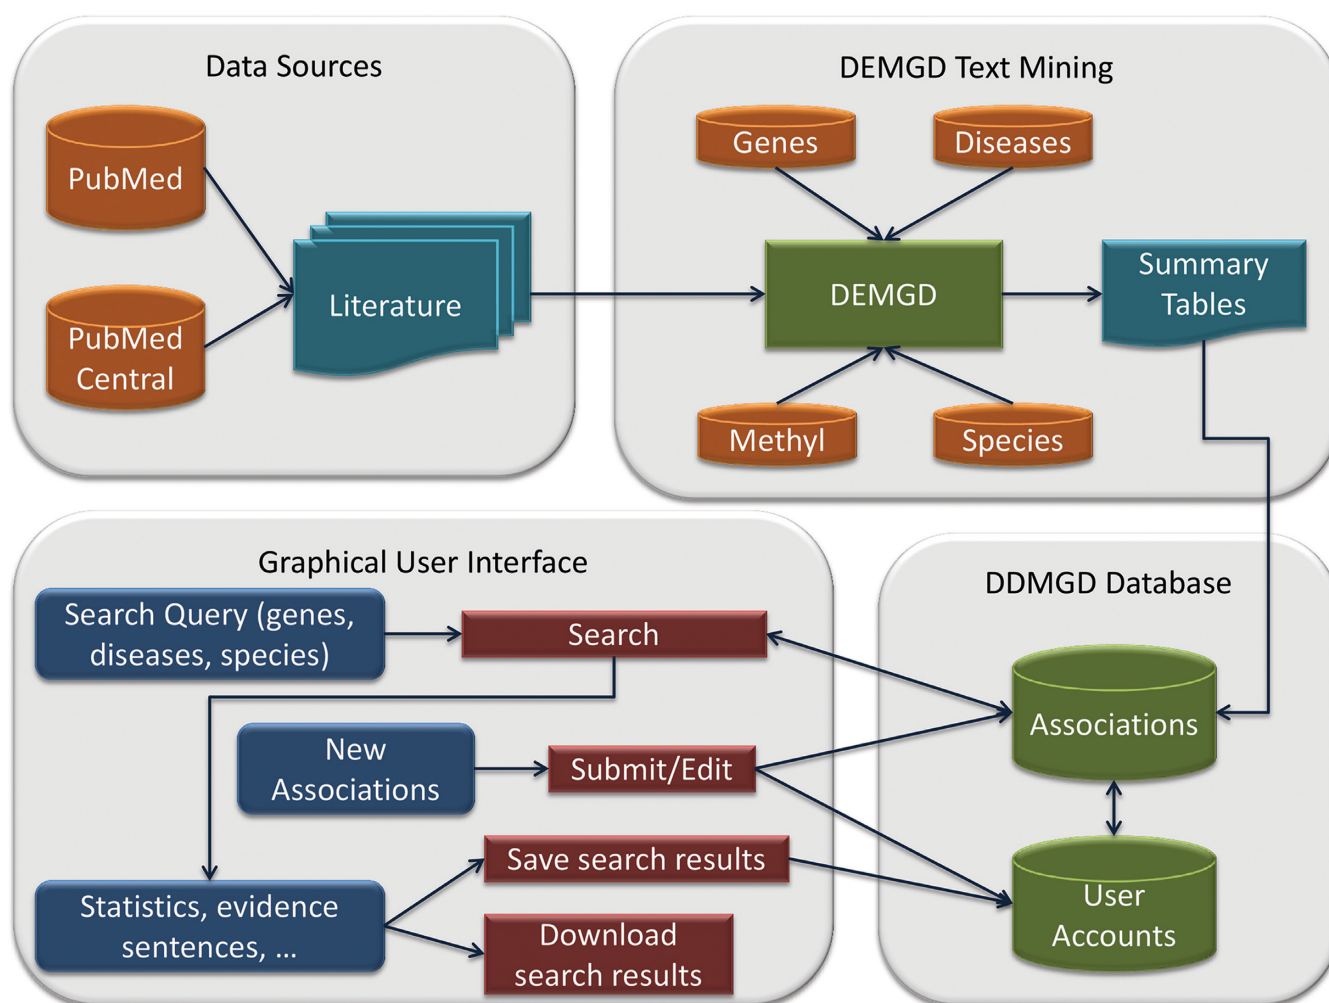 Data Sources
PubMed
PubMed
Central
Literature
DEMGD Text Mining
Genes
Diseases
DEMGD
Summary
Tables
Methyl
Species
Graphical User Interface
Search Query (genes,
diseases, species)
Search
New
Associations
Submit/Edit
Save search results
Statistics, evidence
sentences, ...
Download
search results
DDMGD Database
Associations
User
Accounts